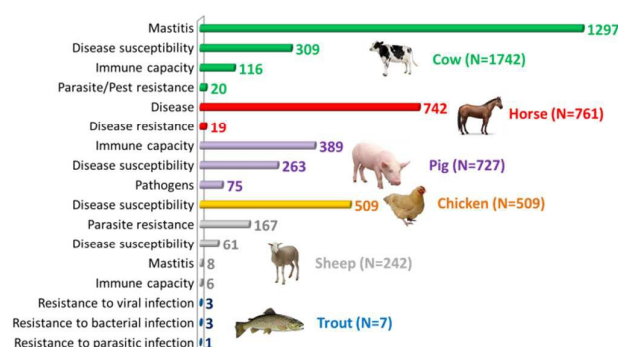 Mastitis 1297
Disease susceptibility 309
Cow (N=1742)
Immune capacity 116
Parasite/Pest resistance 20
Disease 742
Horse (N=761)
Disease resistance 19
Immune capacity 389
Disease susceptibility 263
Pig (N=727)
Pathogens 75
Disease susceptibility 509
Chicken (N=509)
Parasite resistance 167
Disease susceptibility 61
Mastitis 8
Sheep (N=242)
Immune capacity 6
Resistance to viral infection 3
Resistance to bacterial infection 3
Trout (N=7)
Resistance to parasitic infection 1